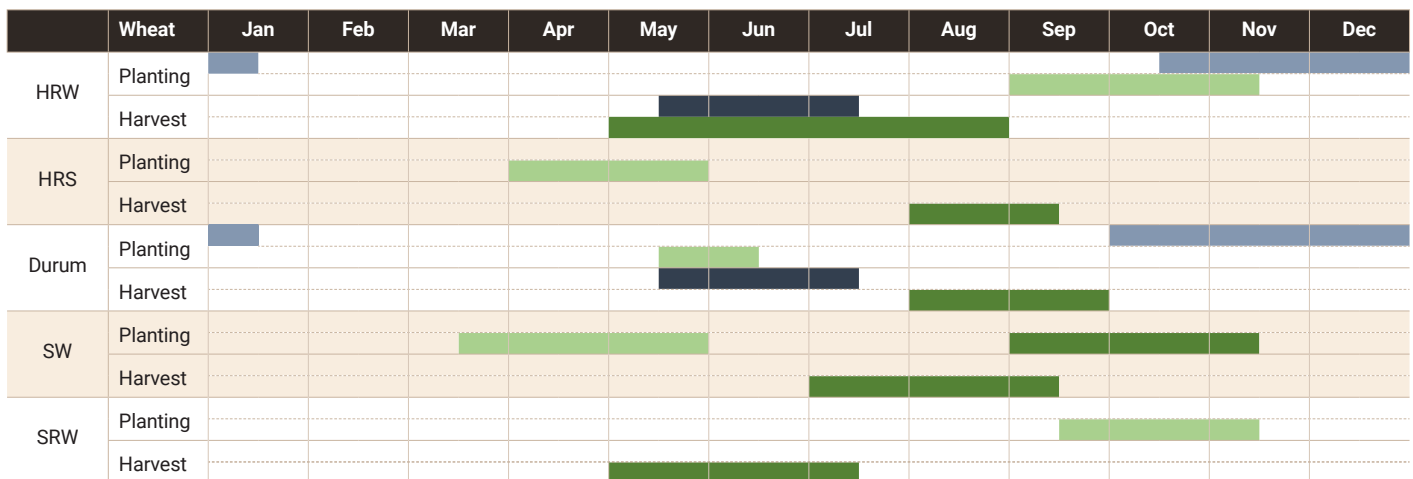 Wheat Jan Feb Mar Apr May Jun Jul Aug Sep Oct Nov Dec
HRW
Planting
Harvest
HRS
Planting
Harvest
Durum
Planting
Harvest
SW
Planting
Harvest
SRW
Planting
Harvest